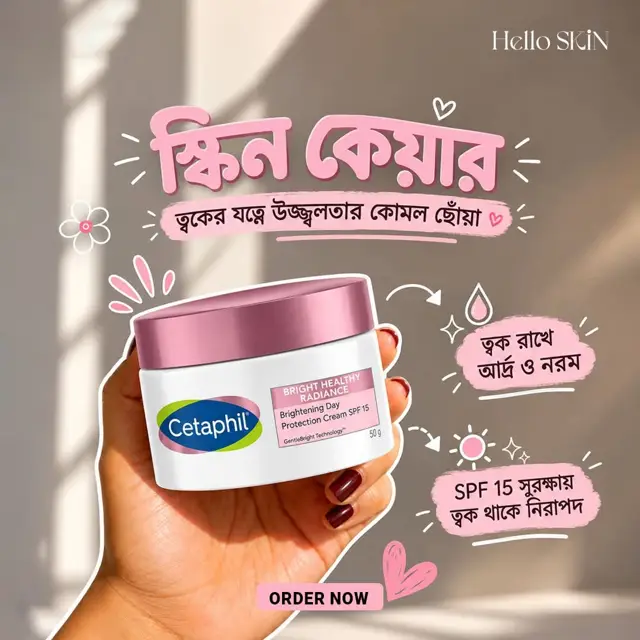 Hello SKiN
স্কিন কেয়ার
ত্বকের যত্নে উজ্জ্বলতার কোমল ছোঁয়া
ত্বক রাখে
আর্দ্র ও নরম
BRIGHT HEALTHY
RADIANCE
Brightening Day
Protection Cream SPF 15
GentleBright Technology™
50 g
Cetaphil®
SPF 15 সুরক্ষায়
ত্বক থাকে নিরাপদ
ORDER NOW